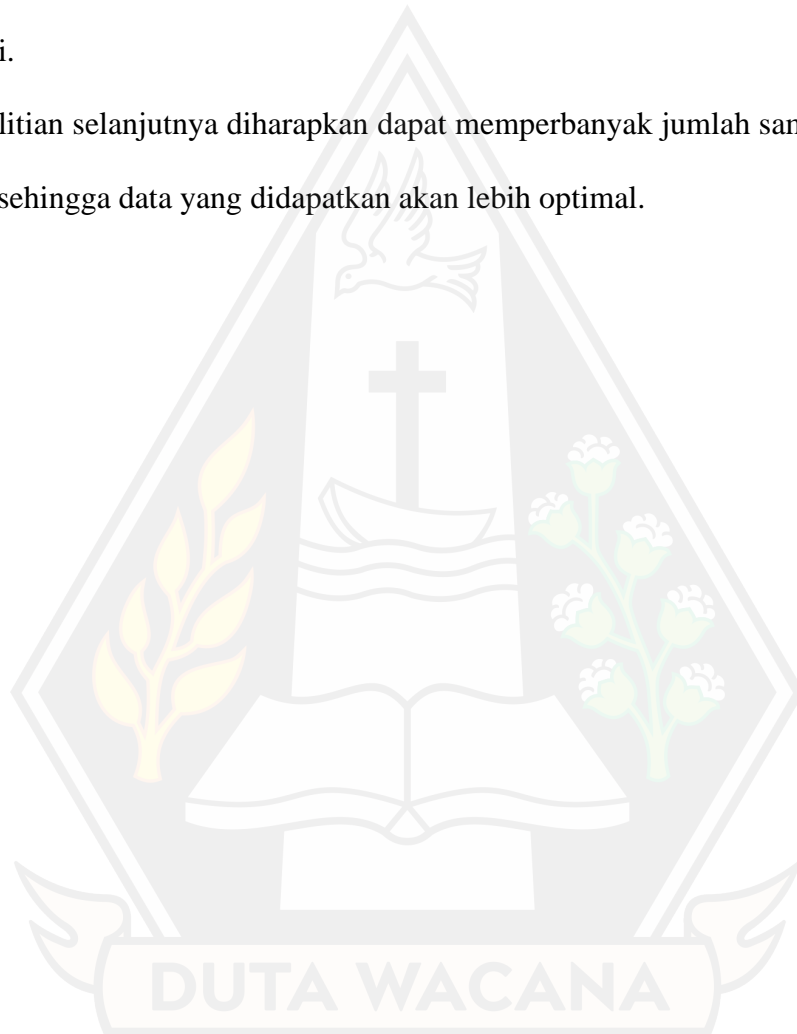 i.
litian selanjutnya diharapkan dapat memperbanyak jumlah san
sehingga data yang didapatkan akan lebih optimal.
DUTA WACANA